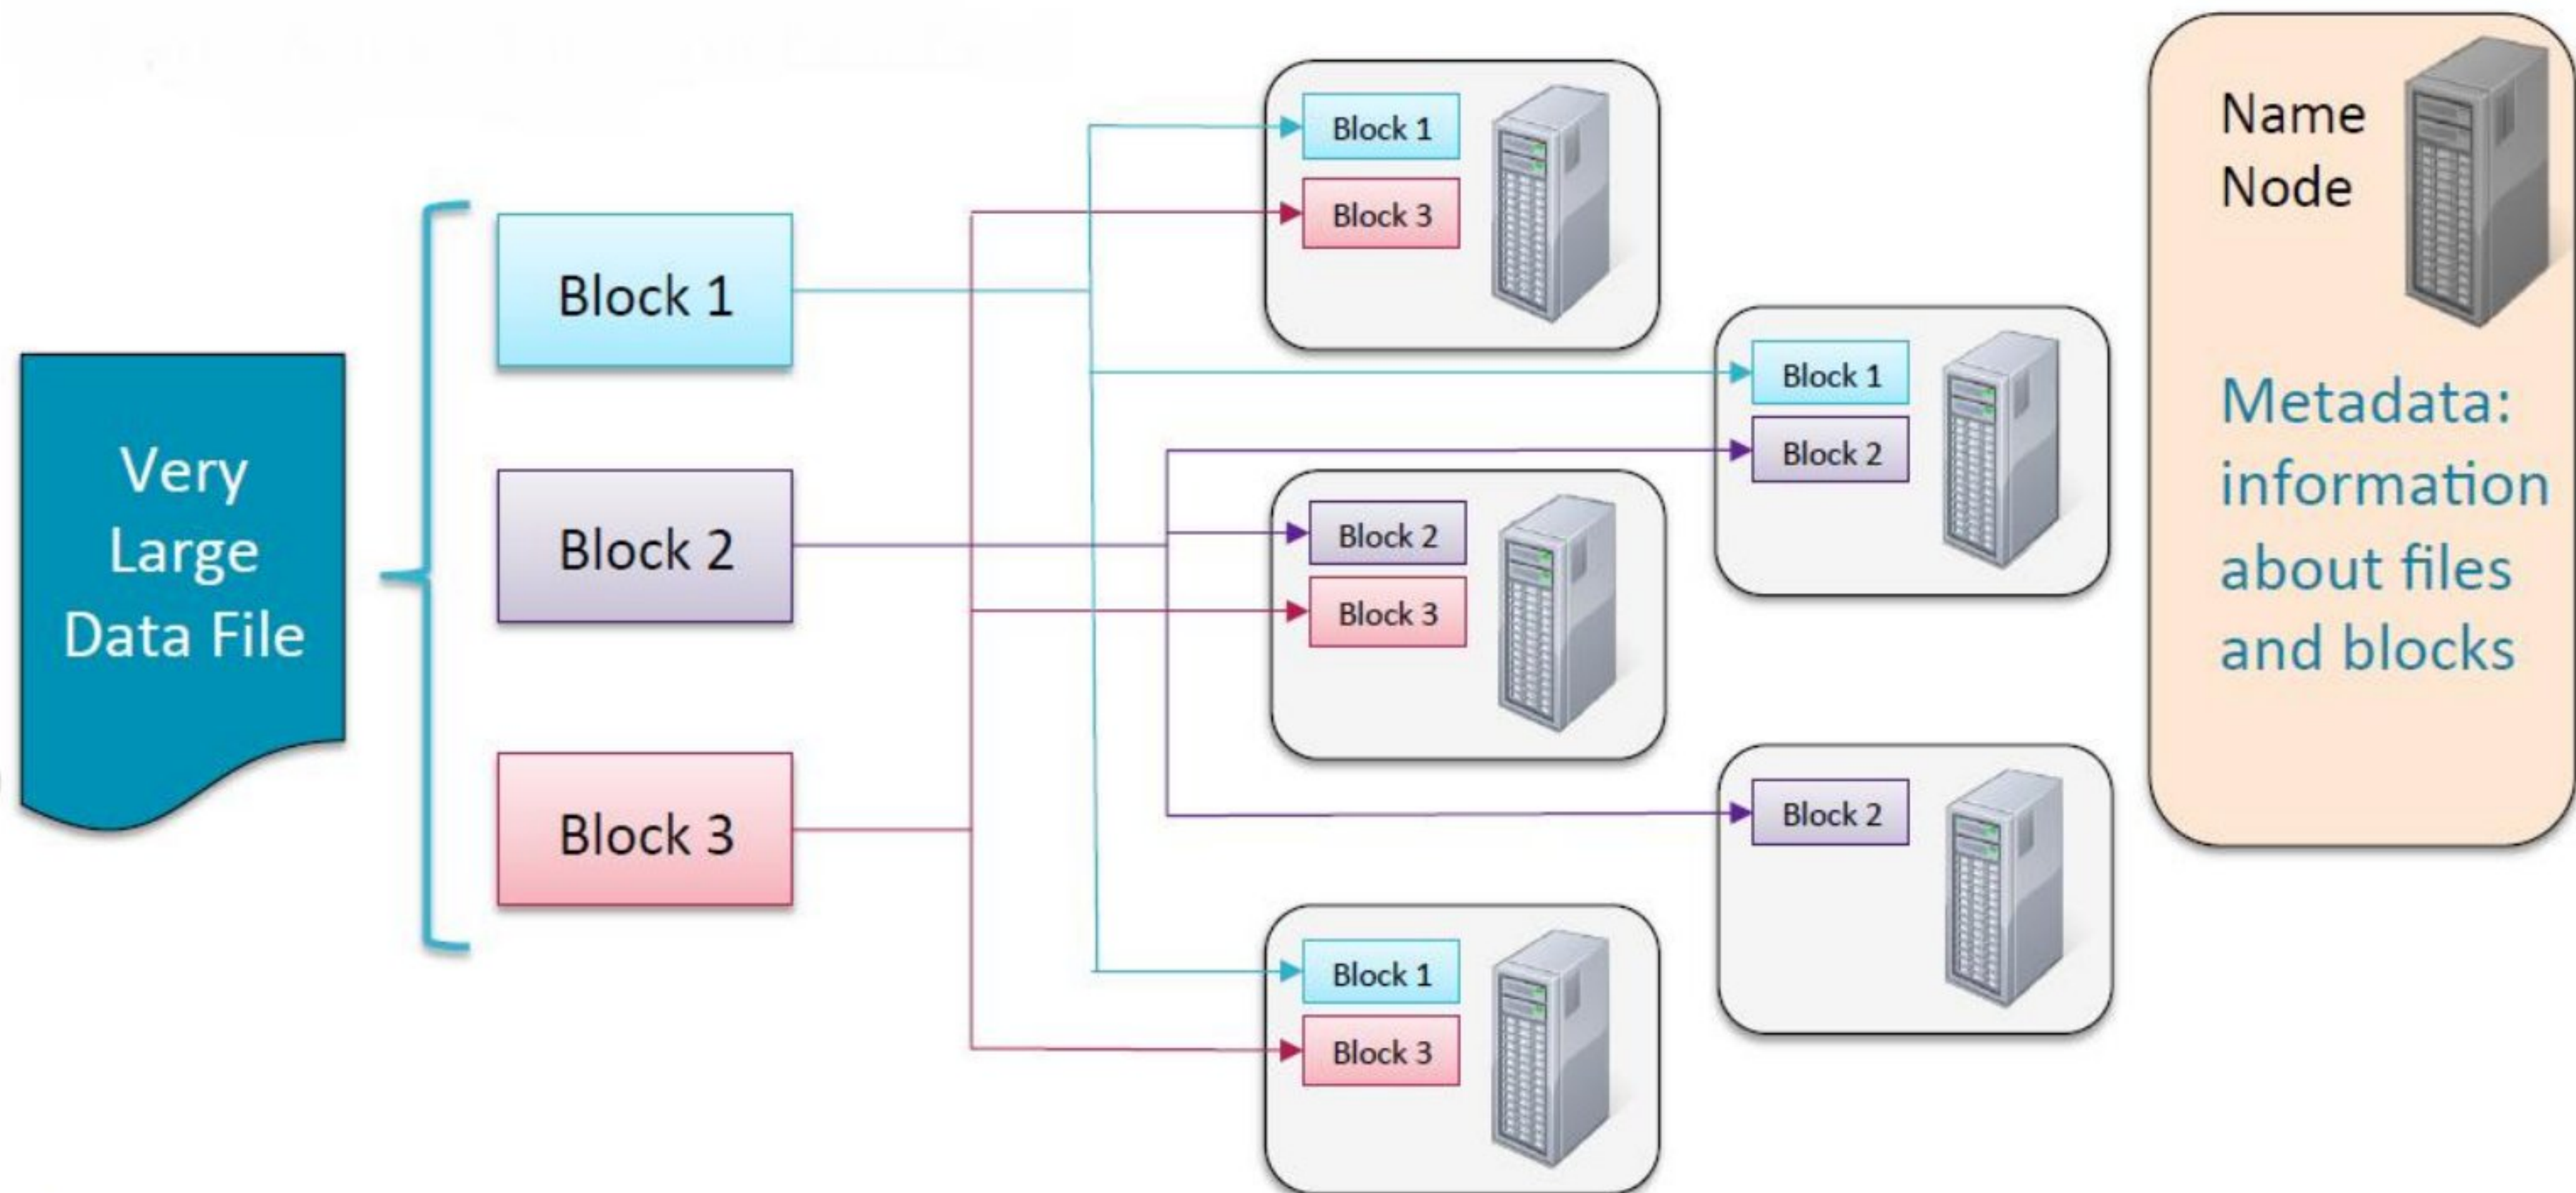 Very
Large
Data File
Block 1
Block 2
Block 3
Block 1
Block 3
Block 1
Block 2
Block 2
Block 3
Block 2
Block 1
Block 3
Name
Node
Metadata:
information
about files
and blocks